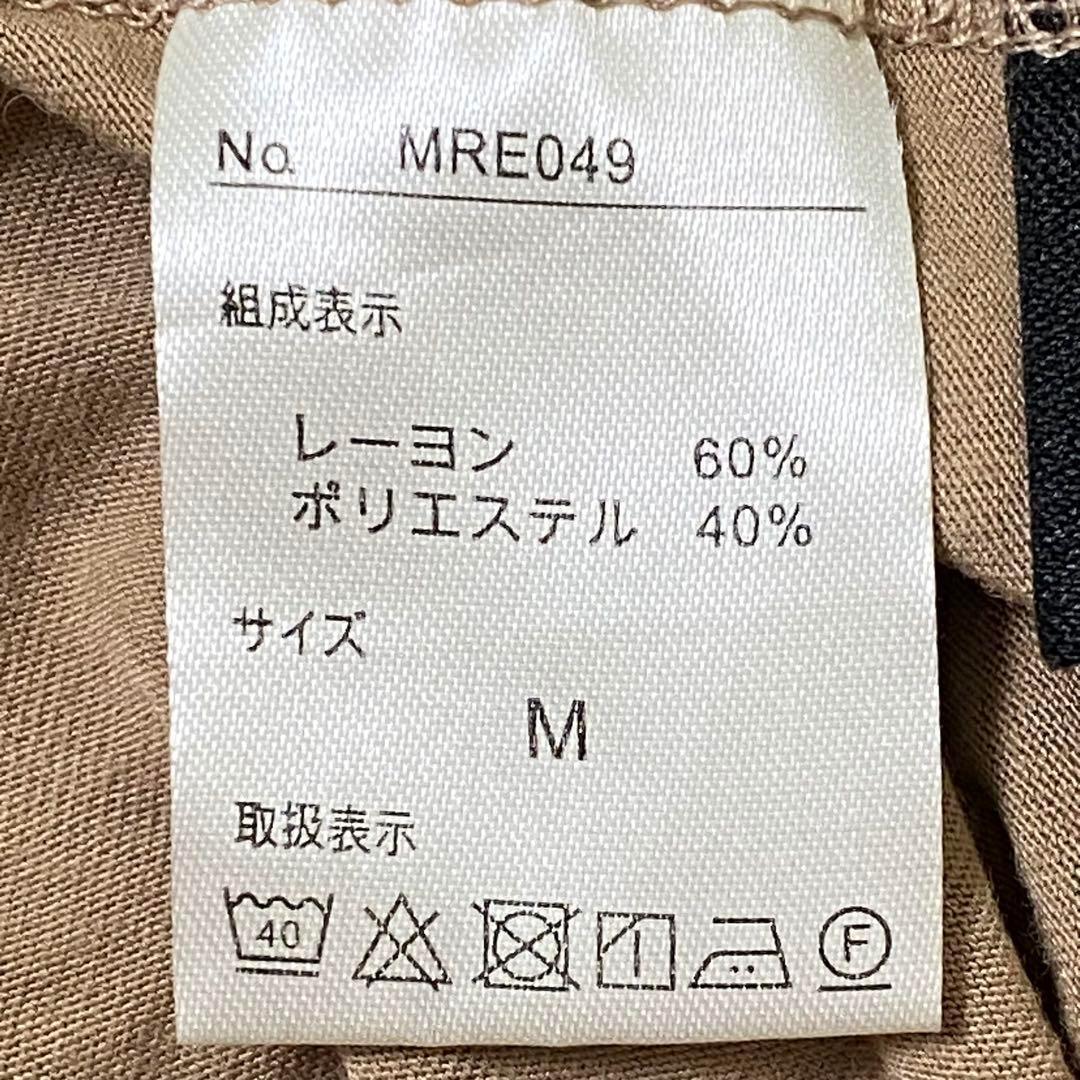 No. MRE049
組成表示
レーヨン 60%
ポリエステル 40%
サイズ
M
取扱表示
40 F